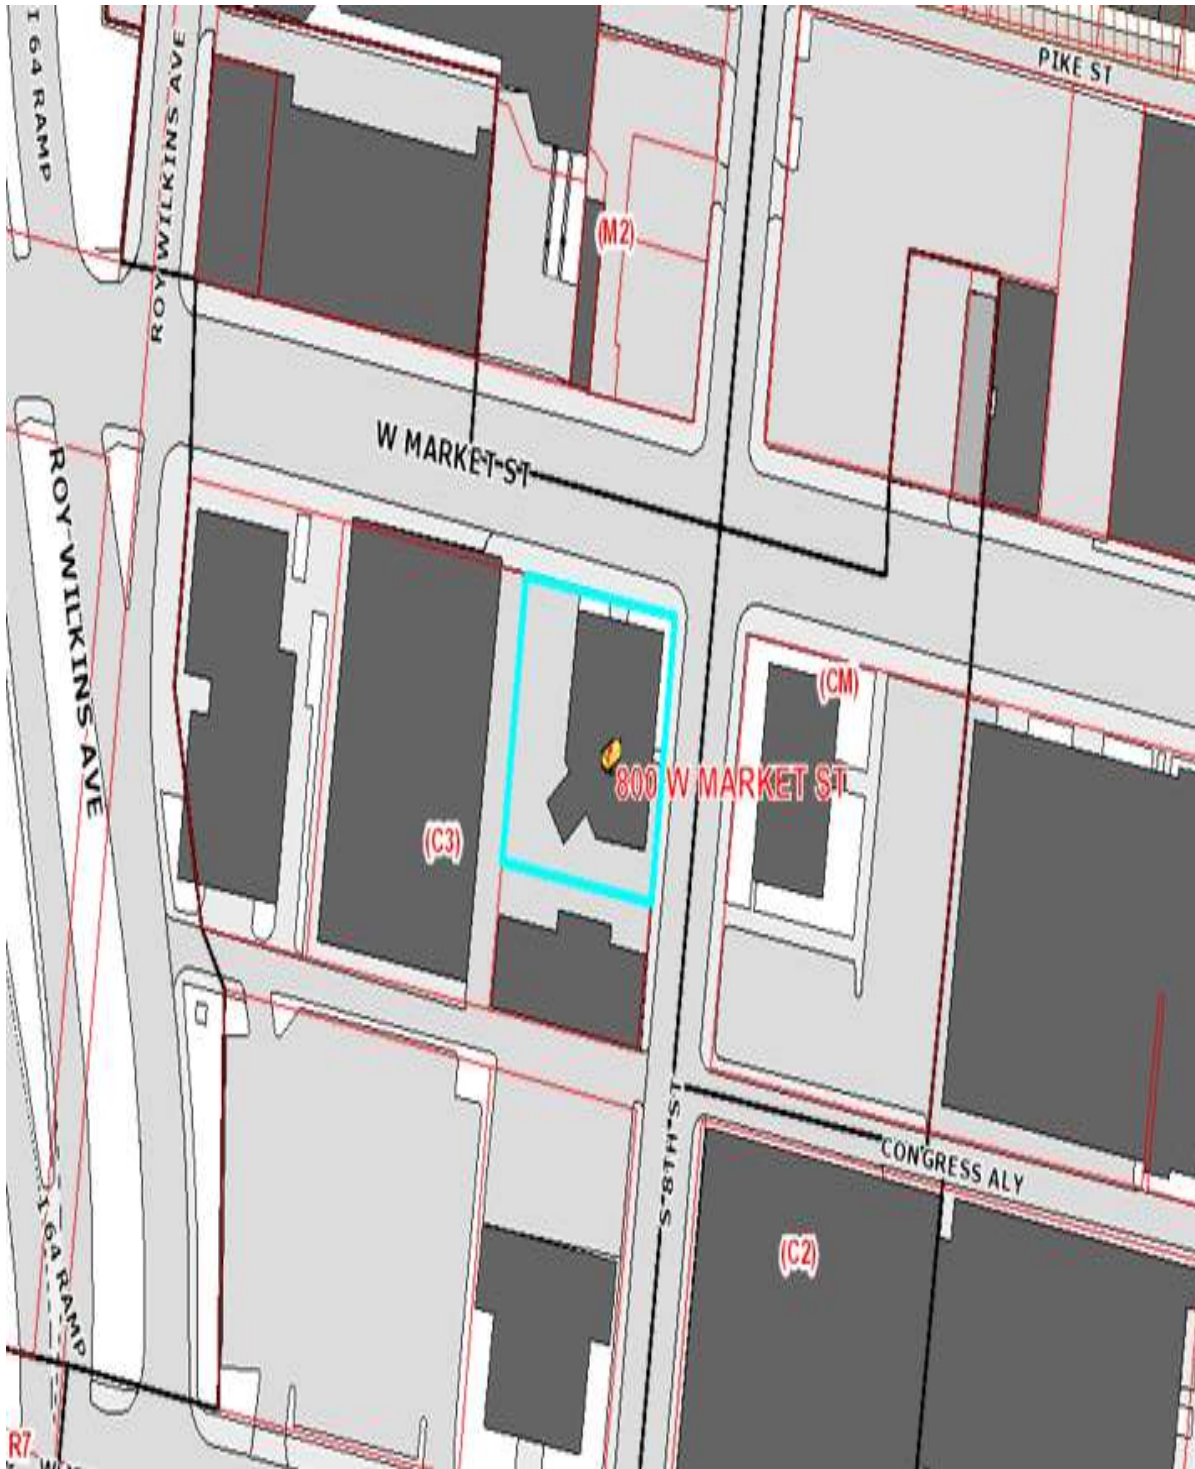 I 64 RAMP
ROY WILKINS AVE
PIKE ST
(M2)
W MARKET ST
ROY WILKINS AVE
(CM)
800 W MARKET ST
(C3)
S 8TH ST
CONGRESS ALY
I 64 RAMP
(C2)
R7